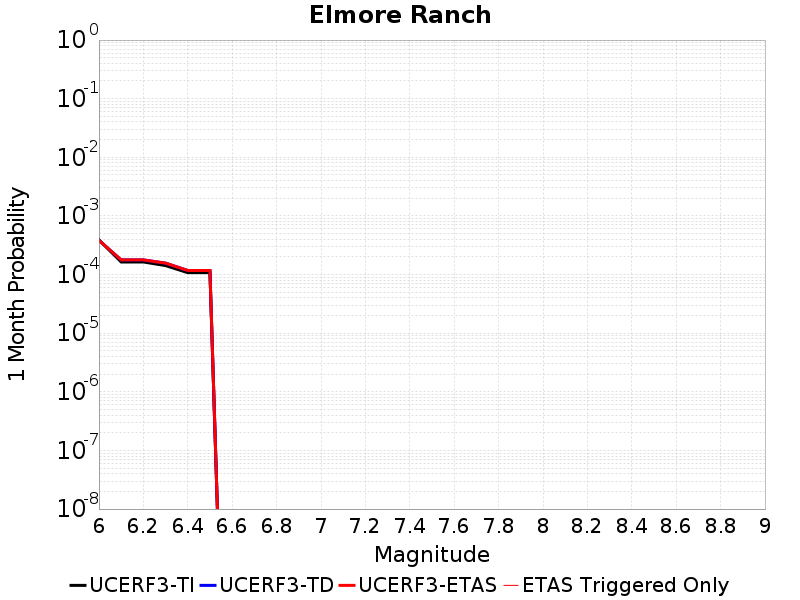 Elmore Ranch
1 Month Probability
10^0
10^-1
10^-2
10^-3
10^-4
10^-5
10^-6
10^-7
10^-8
6 6.2 6.4 6.6 6.8 7 7.2 7.4 7.6 7.8 8 8.2 8.4 8.6 8.8 9
Magnitude
UCERF3-TI UCERF3-TD UCERF3-ETAS ETAS Triggered Only